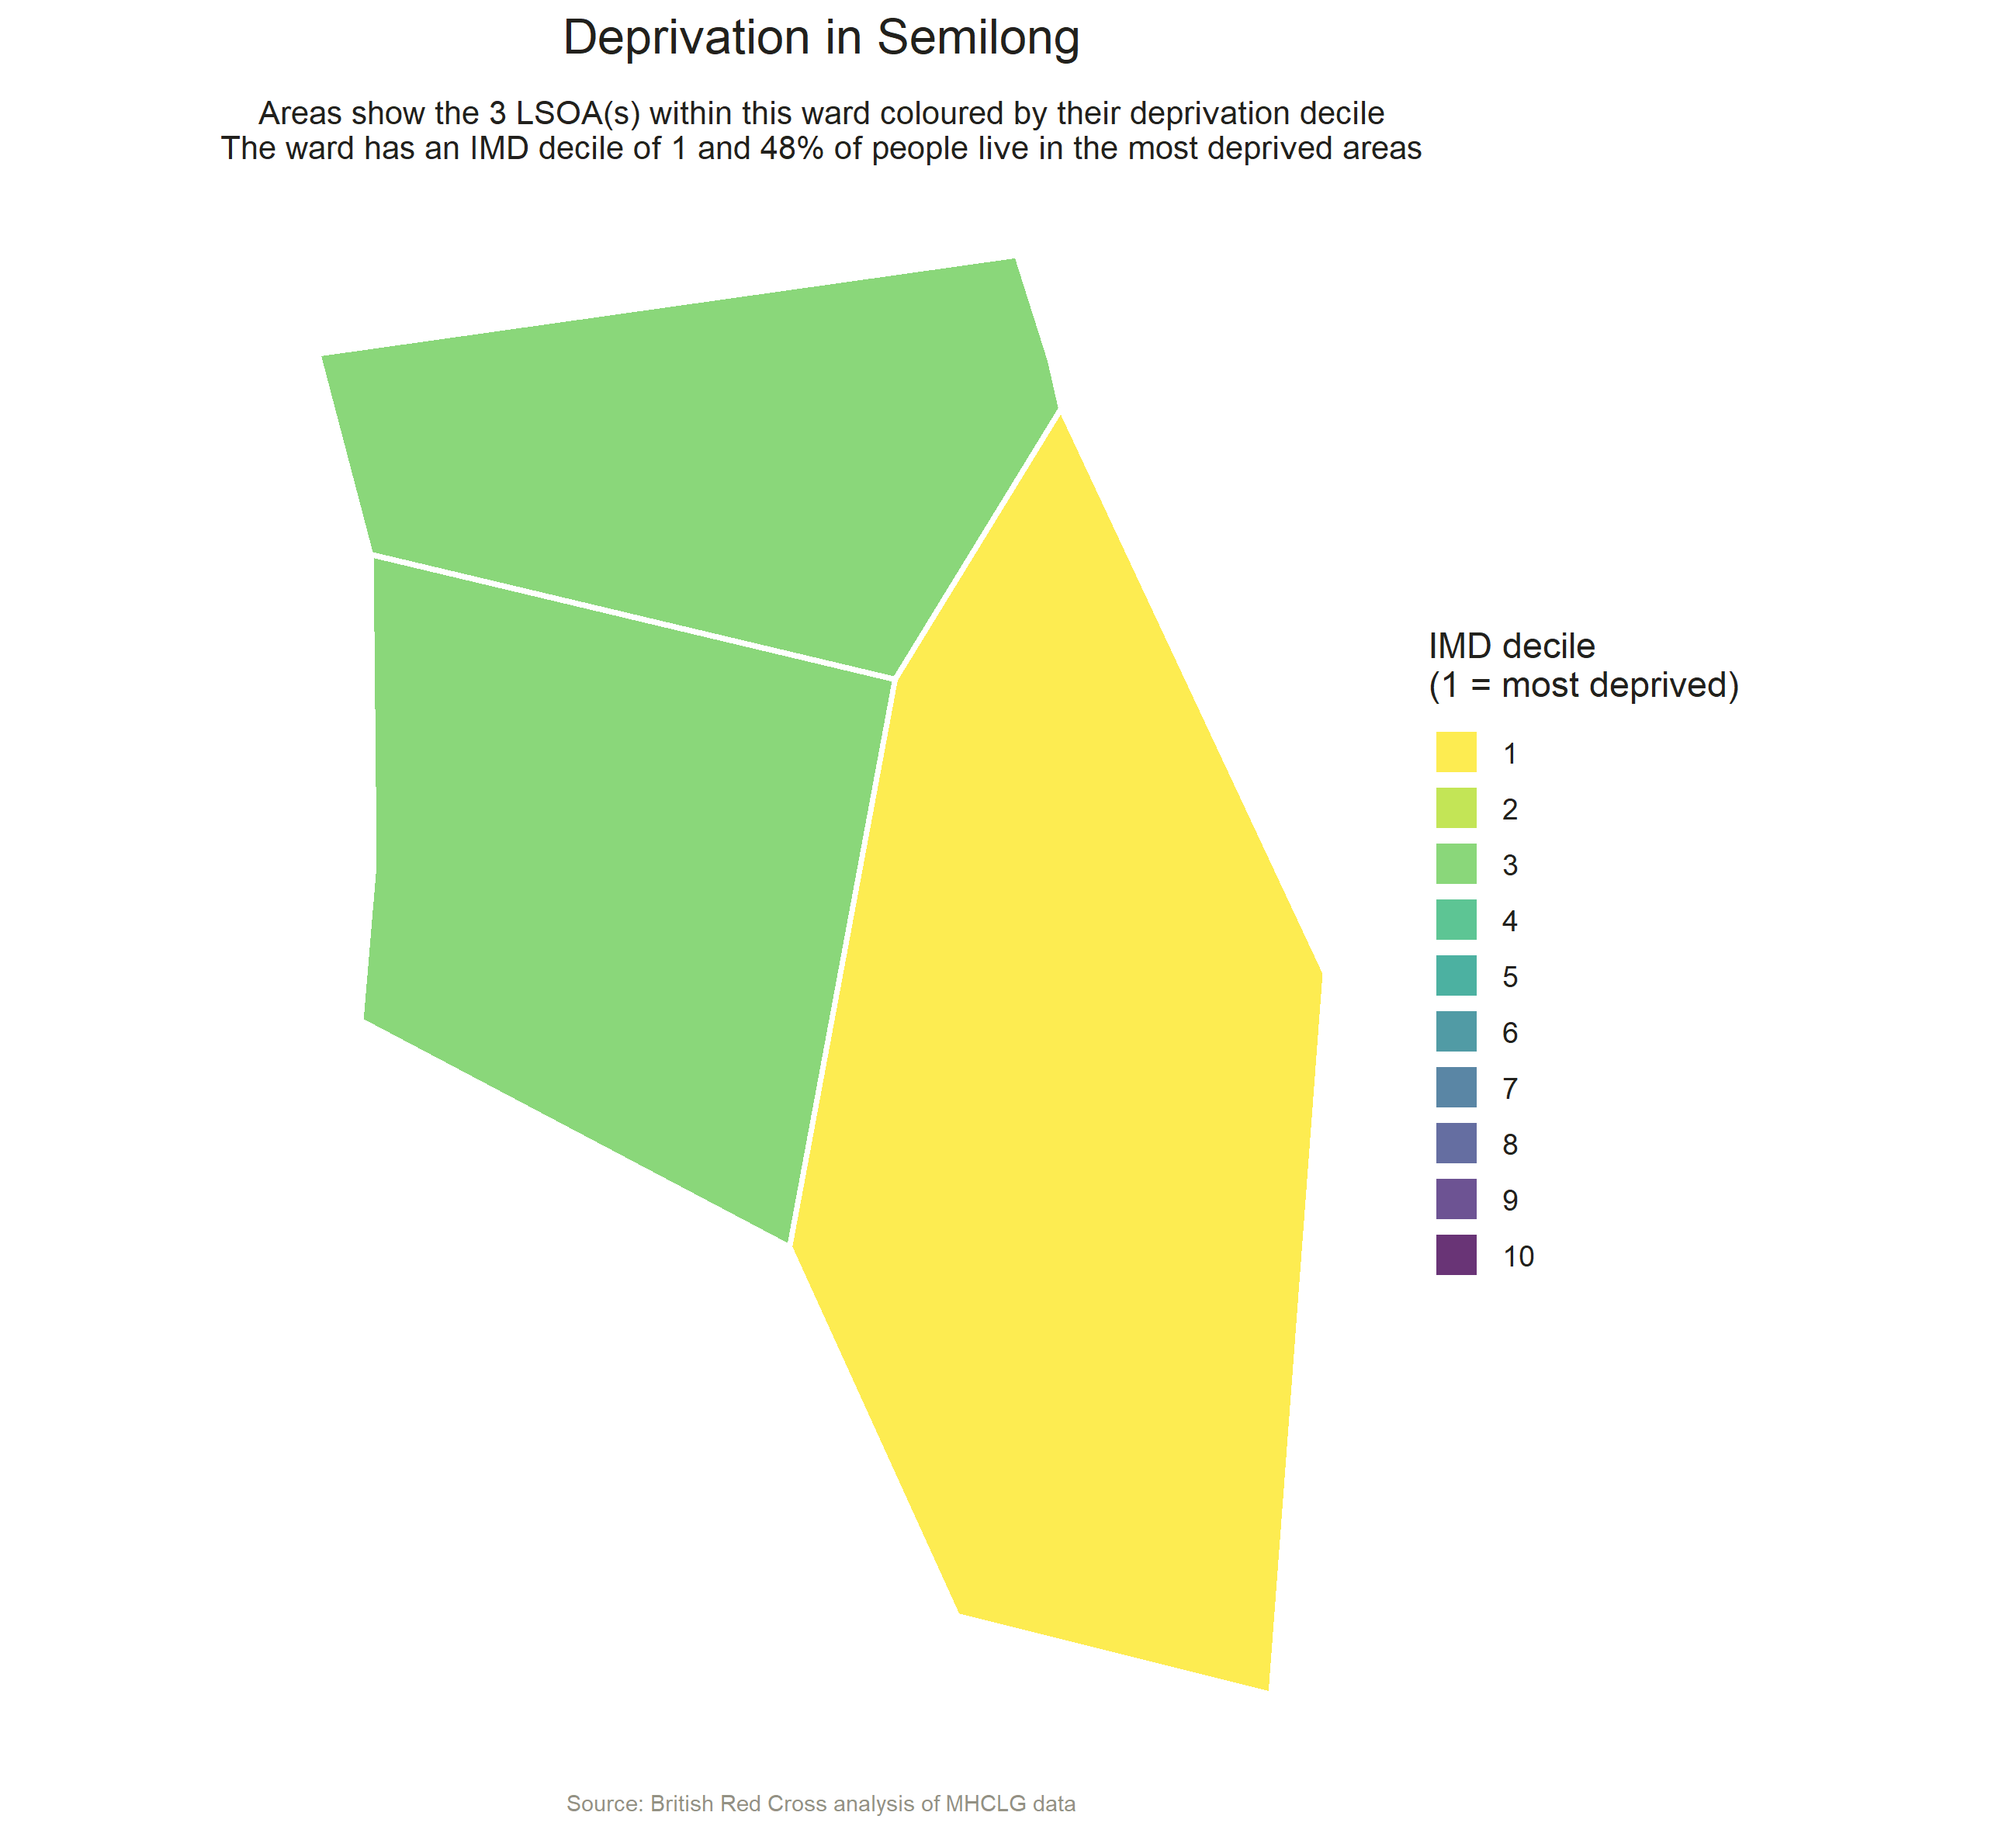 Deprivation in Semilong
Areas show the 3 LSOA(s) within this ward coloured by their deprivation decile
The ward has an IMD decile of 1 and 48% of people live in the most deprived areas
IMD decile
(1 = most deprived)
1
2
3
4
5
6
7
8
9
10
Source: British Red Cross analysis of MHCLG data